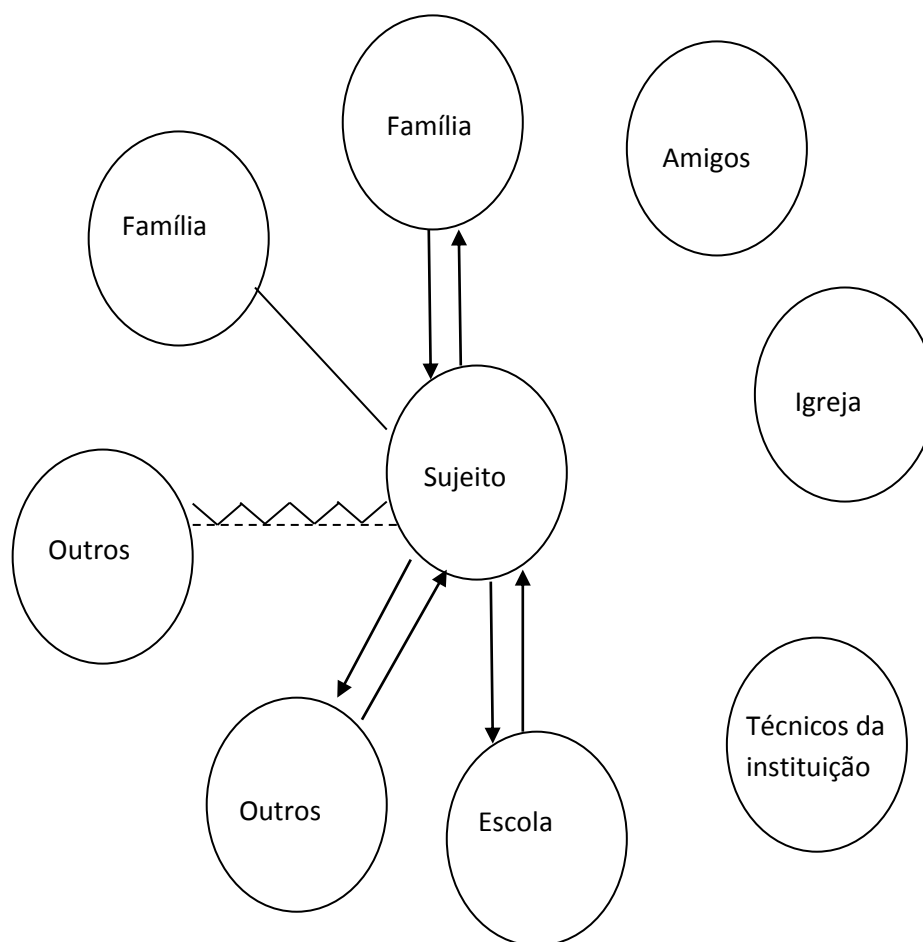 Família
Amigos
Família
Igreja
Sujeito
Outros
Técnicos da
instituição
Outros
Escola